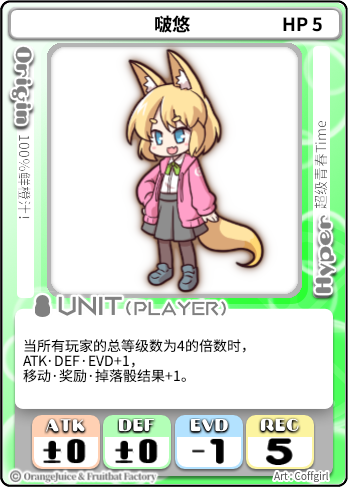 啵悠 HP 5
Origin
100%鲜橙汁!
超级青春Time
Hyper
UNIT(PLAYER)
当所有玩家的总等级数为4的倍数时，
ATK·DEF·EVD+1，
移动·奖励·掉落骰结果+1。
ATK DEF EVD REC
±0 ±0 -1 5
© OrangeJuice & Fruitbat Factory Art : Coffgirl